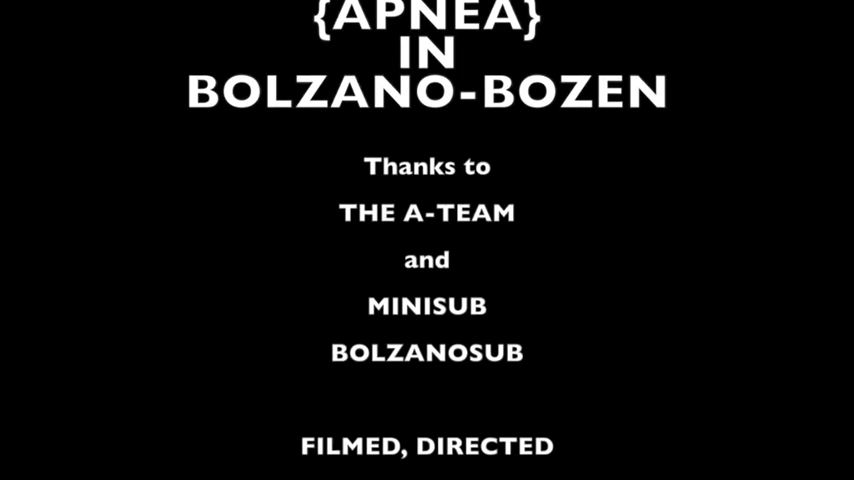 {APNEA}
IN
BOLZANO-BOZEN
Thanks to
THE A-TEAM
and
MINISUB
BOLZANOSUB
FILMED, DIRECTED